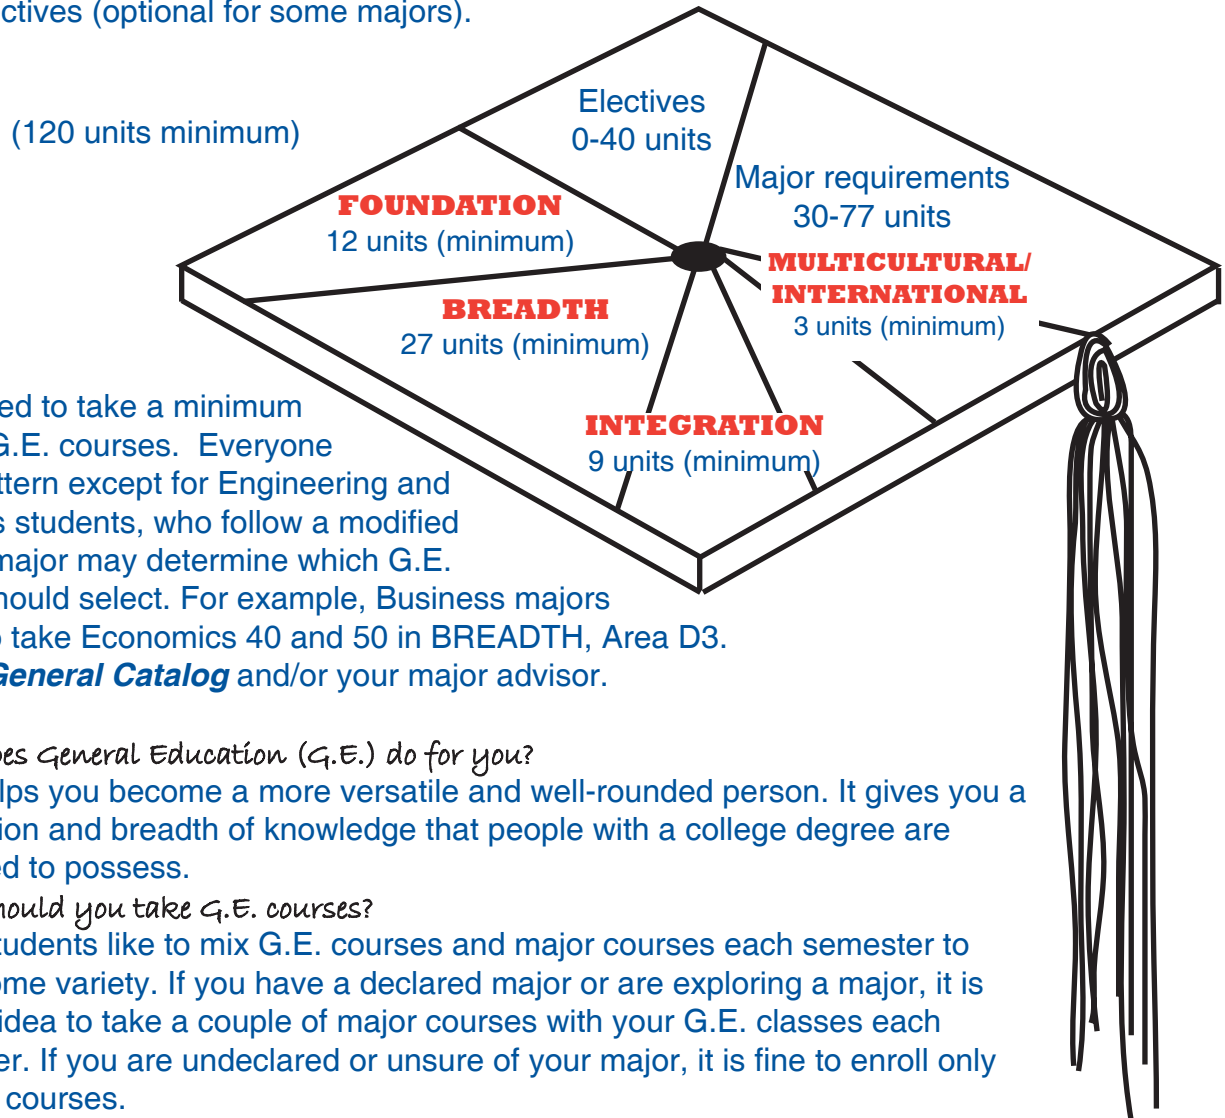 ctives (optional for some majors).
(120 units minimum)
Electives
0-40 units
Major requirements
30-77 units
FOUNDATION
12 units (minimum)
MULTICULTURAL/
INTERNATIONAL
3 units (minimum)
BREADTH
27 units (minimum)
INTEGRATION
9 units (minimum)
ed to take a minimum
G.E. courses.  Everyone
ttern except for Engineering and
s students, who follow a modified
major may determine which G.E.
hould select. For example, Business majors
o take Economics 40 and 50 in BREADTH, Area D3.
General Catalog and/or your major advisor.
oes General Education (G.E.) do for you?
lps you become a more versatile and well-rounded person. It gives you a
tion and breadth of knowledge that people with a college degree are
ed to possess.
hould you take G.E. courses?
tudents like to mix G.E. courses and major courses each semester to
ome variety. If you have a declared major or are exploring a major, it is
idea to take a couple of major courses with your G.E. classes each
er. If you are undeclared or unsure of your major, it is fine to enroll only
courses.